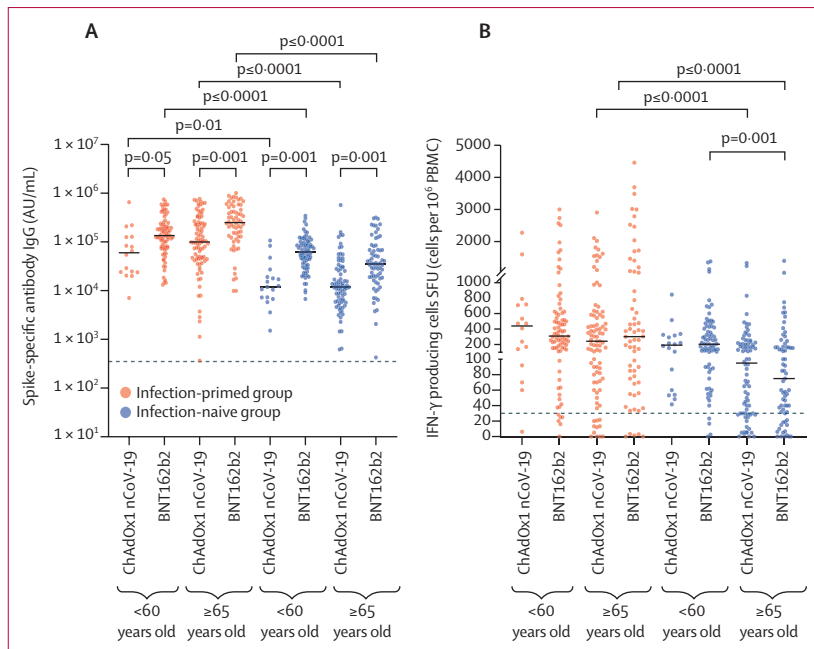 A
B
p≤0·0001
p≤0·0001
p≤0·0001
p=0·01
p=0·05
p=0·001
p=0·001
p=0·001
Spike-specific antibody IgG (AU/mL)
1 × 10⁷
1 × 10⁶
1 × 10⁵
1 × 10⁴
1 × 10³
1 × 10²
1 × 10¹
Infection-primed group
Infection-naive group
ChAdOx1 nCoV-19
BNT162b2
ChAdOx1 nCoV-19
BNT162b2
ChAdOx1 nCoV-19
BNT162b2
ChAdOx1 nCoV-19
BNT162b2
<60
years old
≥65
years old
<60
years old
≥65
years old
p≤0·0001
p≤0·0001
p=0·001
IFN-γ producing cells SFU (cells per 10⁶ PBMC)
5000
4000
3000
2000
1000
800
600
400
200
100
80
60
40
30
20
0
ChAdOx1 nCoV-19
BNT162b2
ChAdOx1 nCoV-19
BNT162b2
ChAdOx1 nCoV-19
BNT162b2
ChAdOx1 nCoV-19
BNT162b2
<60
years old
≥65
years old
<60
years old
≥65
years old